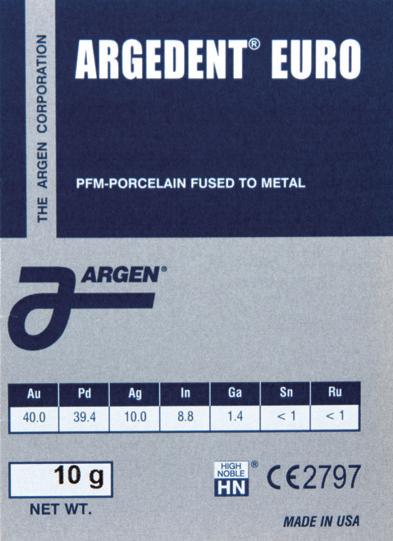 THE ARGEN CORPORATION
ARGEDENT® EURO
PFM-PORCELAIN FUSED TO METAL
ARGEN®
Au Pd Ag In Ga Sn Ru
40.0 39.4 10.0 8.8 1.4 < 1 < 1
10 g
NET WT.
HIGH NOBLE ®
HN
CE2797
MADE IN USA